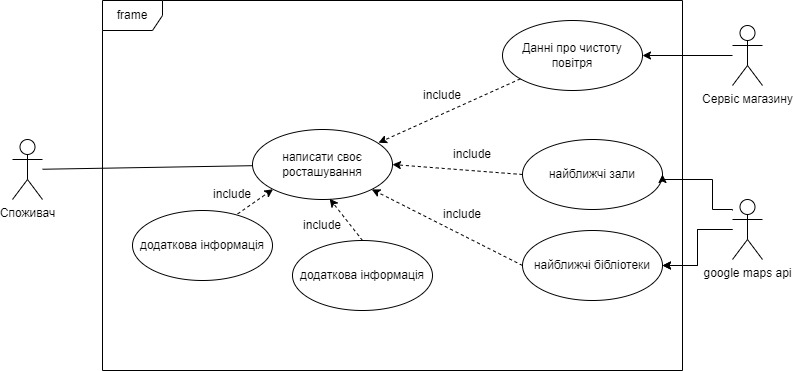 frame
Данні про чистоту
повітря
Сервіс магазину
include
написати своє
росташування
include
найближчі зали
Споживач
include
include
include
додаткова інформація
додаткова інформація
найближчі бібліотеки
google maps api